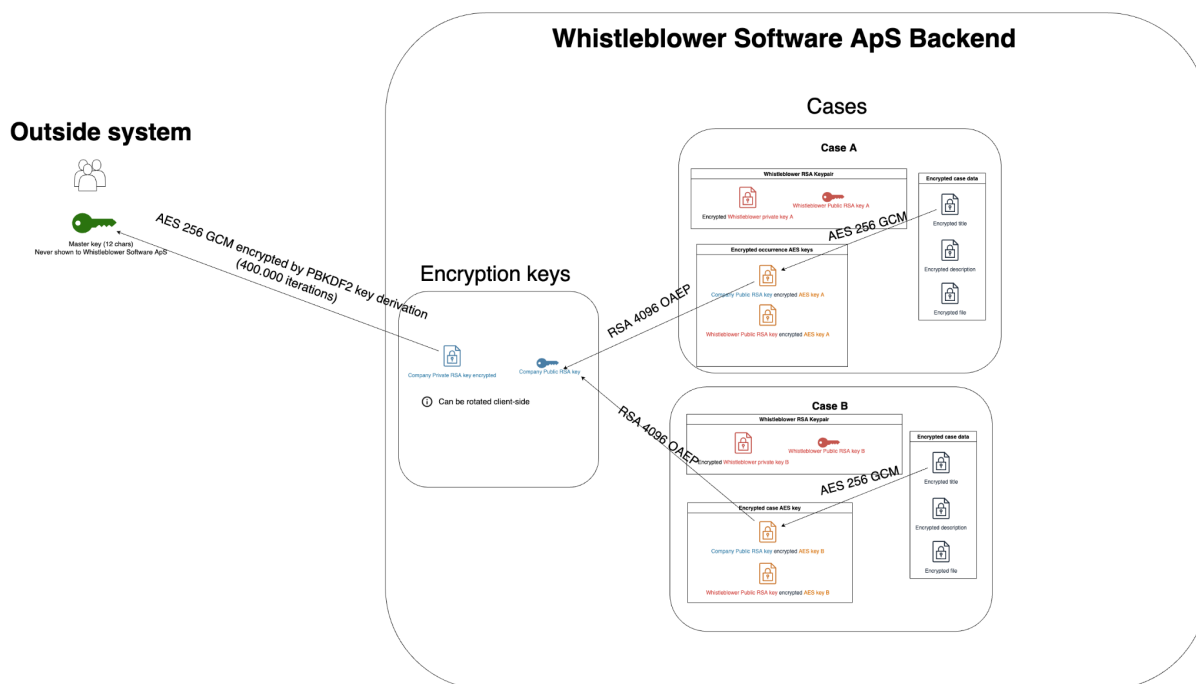 Whistleblower Software ApS Backend
Outside system
Master key (12 chars)
Never shown to Whistleblower Software ApS
AES 256 GCM encrypted by PBKDF2 key derivation
(400.000 iterations)
Encryption keys
Company Private RSA key encrypted
Company Public RSA key
Can be rotated client-side
RSA 4096 OAEP
RSA 4096 OAEP
Cases
Case A
Whistleblower RSA Keypair
Encrypted Whistleblower private key A
Whistleblower Public RSA key A
AES 256 GCM
Encrypted occurrence AES keys
Company Public RSA key encrypted AES key A
Whistleblower Public RSA key encrypted AES key A
Encrypted case data
Encrypted title
Encrypted description
Encrypted file
Case B
Whistleblower RSA Keypair
Encrypted Whistleblower private key B
Whistleblower Public RSA key B
AES 256 GCM
Encrypted case AES key
Company Public RSA key encrypted AES key B
Whistleblower Public RSA key encrypted AES key B
Encrypted case data
Encrypted title
Encrypted description
Encrypted file